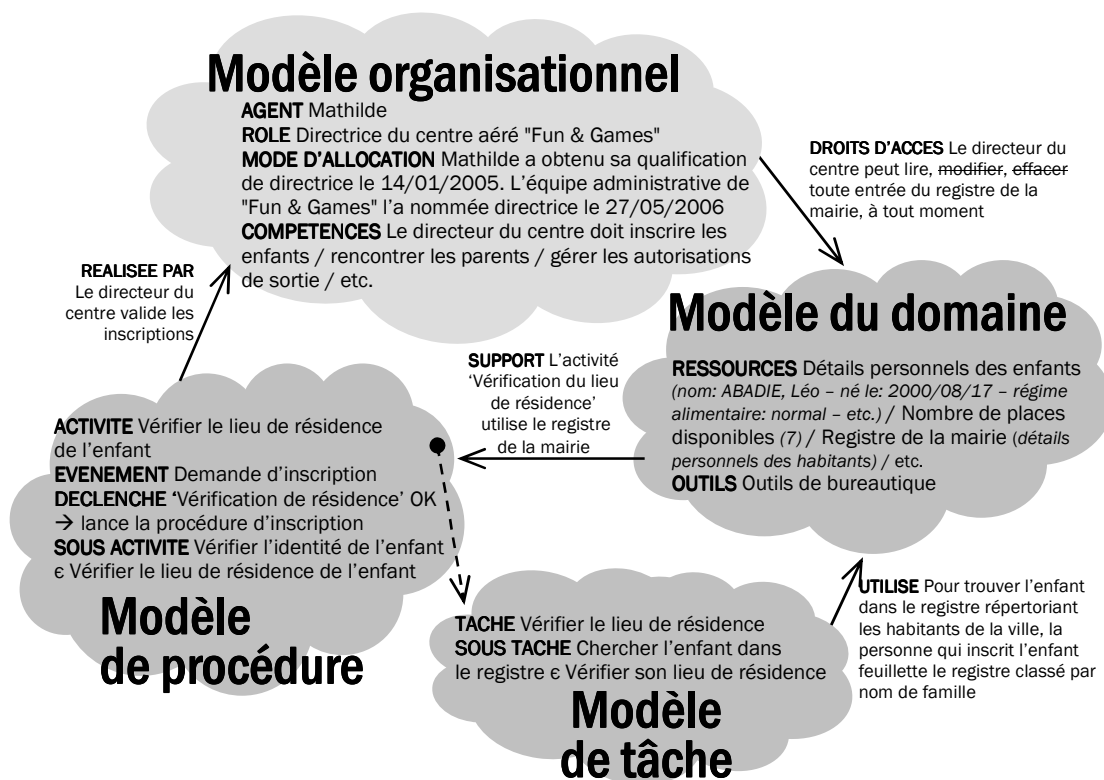 Modèle organisationnel
AGENT Mathilde
ROLE Directrice du centre aéré "Fun & Games"
MODE D'ALLOCATION Mathilde a obtenu sa qualification
de directrice le 14/01/2005. L'équipe administrative de
"Fun & Games" l'a nommée directrice le 27/05/2006
COMPETENCES Le directeur du centre doit inscrire les
enfants / rencontrer les parents / gérer les autorisations
de sortie / etc.
DROITS D'ACCES Le directeur du
centre peut lire, modifier, effacer
toute entrée du registre de la
mairie, à tout moment
REALISEE PAR
Le directeur du
centre valide les
inscriptions
Modèle du domaine
RESSOURCES Détails personnels des enfants
(nom: ABADIE, Léo – né le: 2000/08/17 – régime
alimentaire: normal – etc.) / Nombre de places
disponibles (7) / Registre de la mairie (détails
personnels des habitants) / etc.
OUTILS Outils de bureautique
SUPPORT L'activité
'Vérification du lieu
de résidence'
utilise le registre
de la mairie
ACTIVITE Vérifier le lieu de résidence
de l'enfant
EVENEMENT Demande d'inscription
DECLENCHE 'Vérification de résidence' OK
→ lance la procédure d'inscription
SOUS ACTIVITE Vérifier l'identité de l'enfant
є Vérifier le lieu de résidence de l'enfant
Modèle
de procédure
TACHE Vérifier le lieu de résidence
SOUS TACHE Chercher l'enfant dans
le registre є Vérifier son lieu de résidence
Modèle
de tâche
UTILISE Pour trouver l'enfant
dans le registre répertoriant
les habitants de la ville, la
personne qui inscrit l'enfant
feuillette le registre classé par
nom de famille